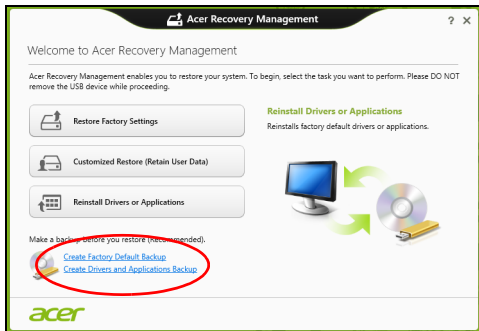 Acer Recovery Management
? X
Welcome to Acer Recovery Management
Acer Recovery Management enables you to restore your system. To begin, select the task you want to perform. Please DO NOT
remove the USB device while proceeding.
Restore Factory Settings
Customized Restore (Retain User Data)
Reinstall Drivers or Applications
Reinstall Drivers or Applications
Reinstalls factory default drivers or applications.
Make a backup before you restore (Recommended).
Create Factory Default Backup
Create Drivers and Applications Backup
acer